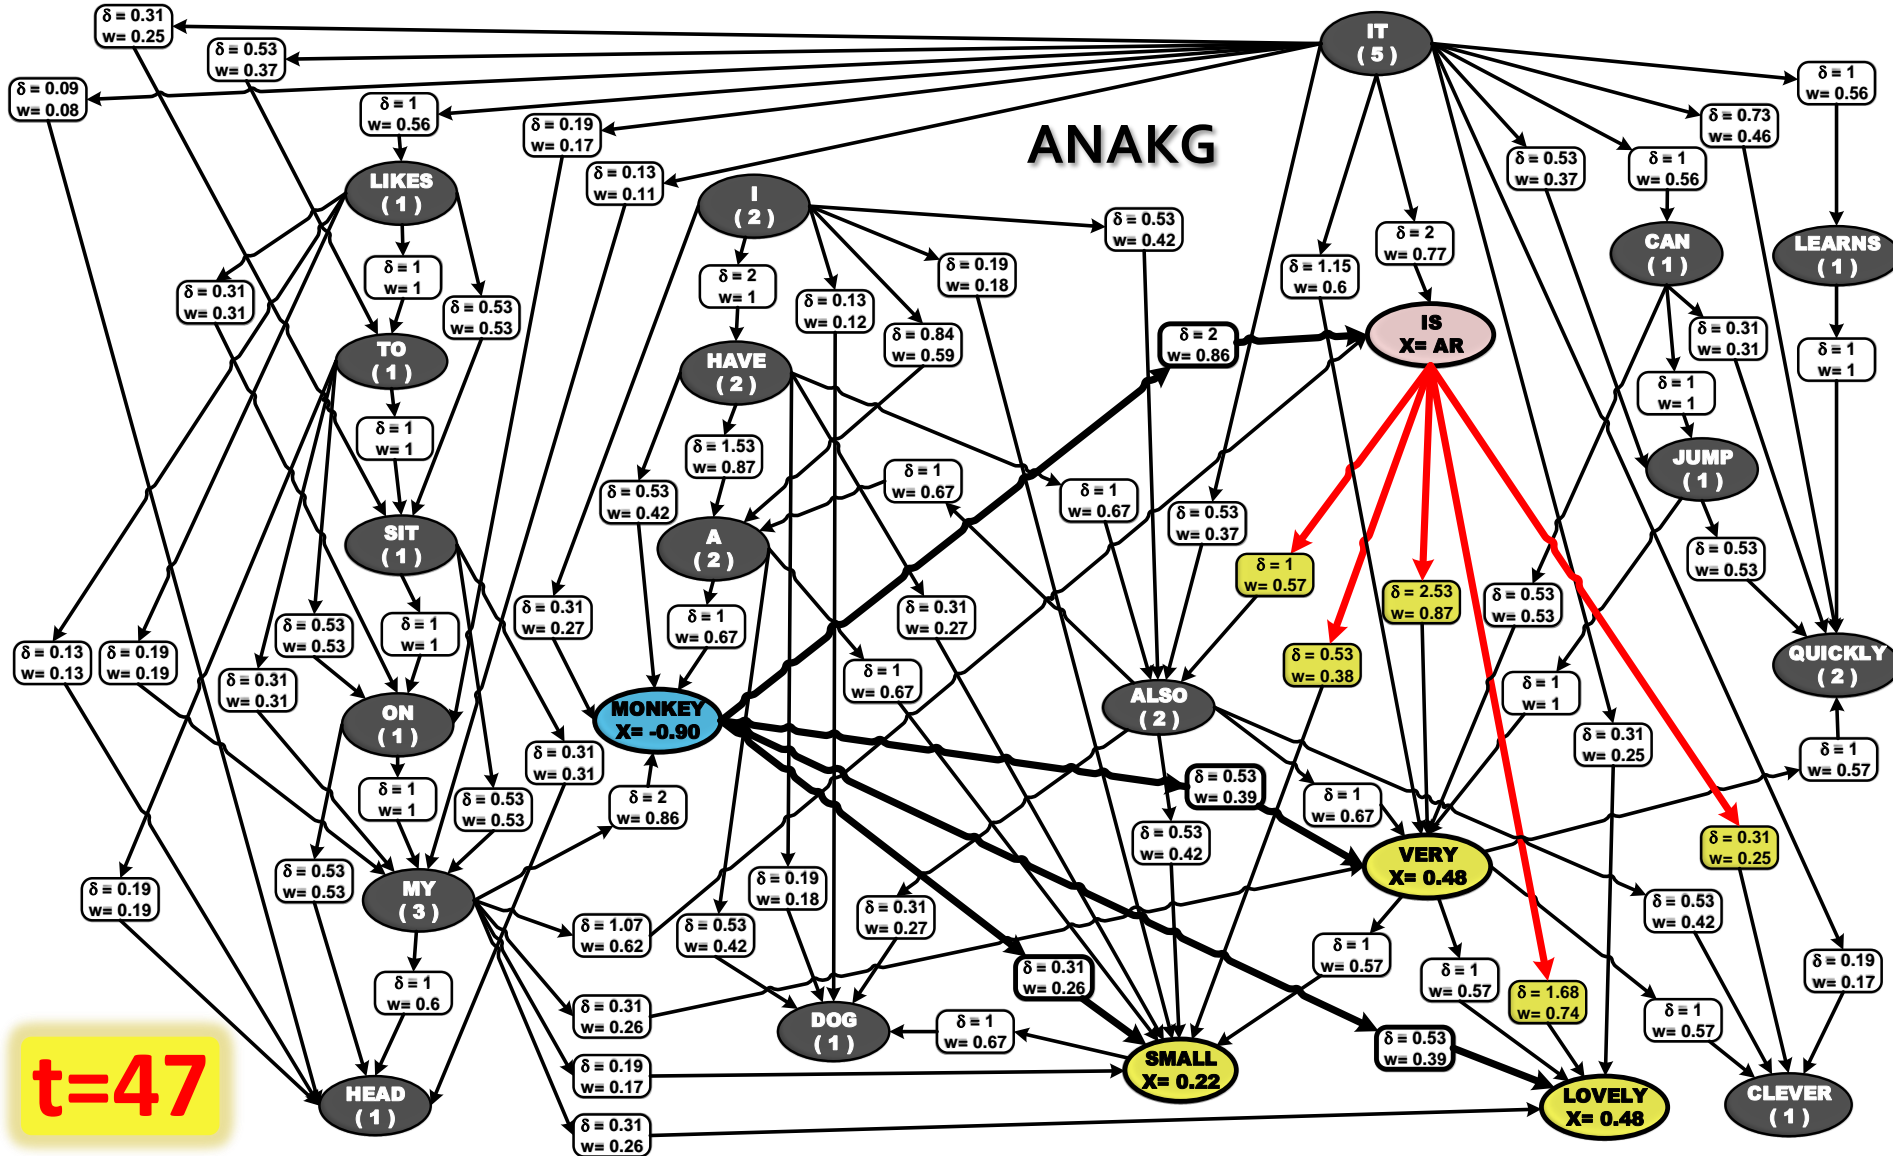 δ = 0.31
w= 0.25
IT
( 5 )
δ = 0.53
w= 0.37
δ = 0.09
w= 0.08
δ = 1
w= 0.56
δ = 1
w= 0.56
δ = 0.19
w= 0.17
δ = 0.73
w= 0.46
ANAKG
δ = 0.53
w= 0.37
δ = 1
w= 0.56
δ = 0.13
w= 0.11
LIKES
( 1 )
I
( 2 )
δ = 0.53
w= 0.42
δ = 2
w= 0.77
CAN
( 1 )
LEARNS
( 1 )
δ = 1
w= 1
δ = 2
w= 1
δ = 0.19
w= 0.18
δ = 1.15
w= 0.6
δ = 0.31
w= 0.31
δ = 0.53
w= 0.53
δ = 0.13
w= 0.12
δ = 0.84
w= 0.59
δ = 2
w= 0.86
IS
X= AR
δ = 0.31
w= 0.31
δ = 1
w= 1
TO
( 1 )
HAVE
( 2 )
δ = 1
w= 1
δ = 1
w= 1
δ = 1.53
w= 0.87
JUMP
( 1 )
δ = 0.53
w= 0.42
δ = 1
w= 0.67
δ = 1
w= 0.67
δ = 0.53
w= 0.37
SIT
( 1 )
A
( 2 )
δ = 0.53
w= 0.53
δ = 1
w= 0.57
δ = 2.53
w= 0.87
δ = 0.53
w= 0.53
δ = 0.31
w= 0.27
δ = 1
w= 0.67
δ = 0.31
w= 0.27
δ = 0.13
w= 0.13
δ = 0.19
w= 0.19
δ = 0.53
w= 0.53
δ = 1
w= 1
δ = 0.53
w= 0.38
QUICKLY
( 2 )
δ = 0.31
w= 0.31
δ = 1
w= 0.67
δ = 1
w= 1
ON
( 1 )
MONKEY
X= -0.90
ALSO
( 2 )
δ = 0.31
w= 0.25
δ = 0.31
w= 0.31
δ = 1
w= 0.57
δ = 1
w= 1
δ = 0.53
w= 0.53
δ = 2
w= 0.86
δ = 0.53
w= 0.39
δ = 1
w= 0.67
δ = 0.53
w= 0.42
δ = 0.31
w= 0.25
VERY
X= 0.48
δ = 0.19
w= 0.19
δ = 0.53
w= 0.53
MY
( 3 )
δ = 0.19
w= 0.18
δ = 0.31
w= 0.27
δ = 0.53
w= 0.42
δ = 1.07
w= 0.62
δ = 0.53
w= 0.42
δ = 1
w= 0.57
δ = 0.19
w= 0.17
δ = 1
w= 0.6
δ = 0.31
w= 0.26
δ = 1
w= 0.57
δ = 1.68
w= 0.74
δ = 0.31
w= 0.26
DOG
( 1 )
δ = 1
w= 0.67
δ = 1
w= 0.57
δ = 0.53
w= 0.39
t=47
δ = 0.19
w= 0.17
SMALL
X= 0.22
HEAD
( 1 )
LOVELY
X= 0.48
CLEVER
( 1 )
δ = 0.31
w= 0.26